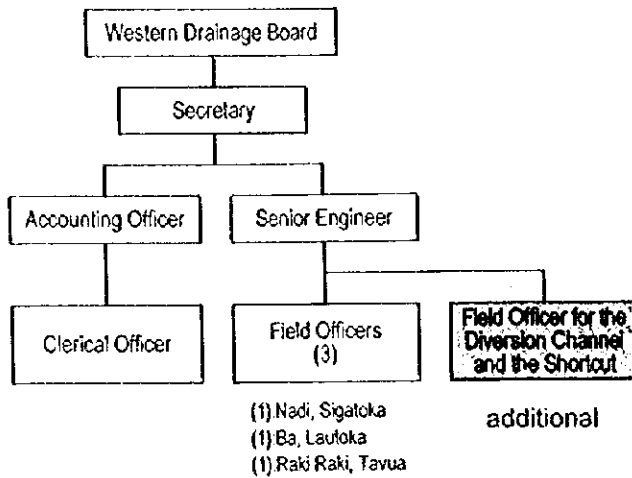 Western Drainage Board
Secretary
Accounting Officer
Senior Engineer
Clerical Officer
Field Officers
(3)
Field Officer for the
Diversion Channel
and the Shortcut
(1).Nadi, Sigatoka
(1).Ba, Lautoka
(1).Raki Raki, Tavua
additional